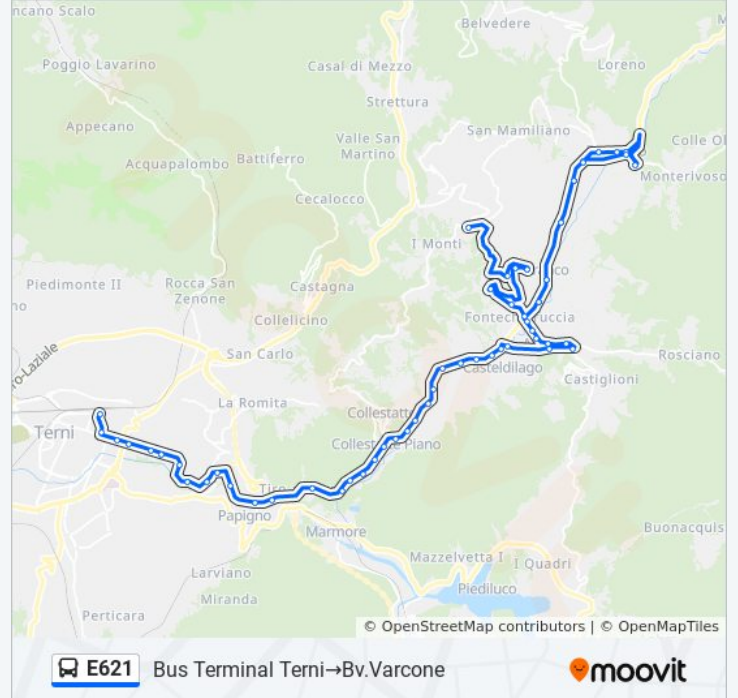 ncano Scalo
Belvedere
Poggio Lavarino
Casal di Mezzo
Loreno
Strettura
Appecano
Valle San
Martino
San Mamiliano
Colle Ol
Acquapalombo
Battiferro
Monterivoso
Cecalocco
I Monti
Piedimonte II
Rocca San
Zenone
Castagna
no
Collelicino
ro-Laziale
San Carlo
Rosciano
Casteldilago
Castiglioni
La Romita
Collestatte
Terni
Papigno
Marmore
Buonacquis
Mazzelvetta I
I Quadri
Larviano
Piediluco
Miranda
Perticara
© OpenStreetMap contributors | © OpenMapTiles
E621 Bus Terminal Terni→Bv.Varcone
moovit